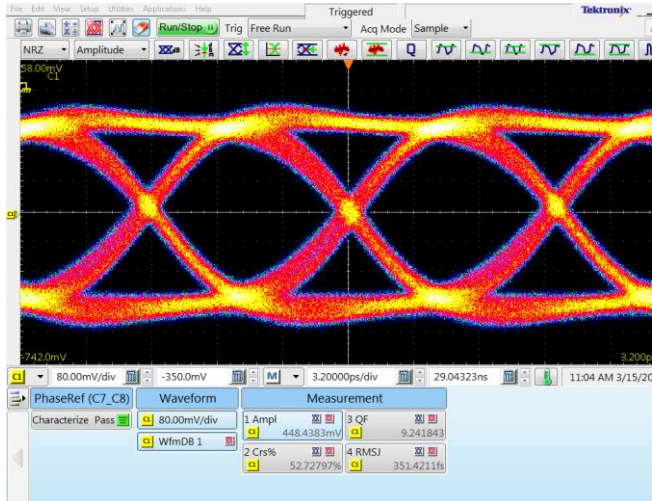 File Edit View Setup Utilities Applications Help Triggered Tektronix
Run/Stop Trig Free Run Acq Mode Sample
NRZ Amplitude Q
58.00mV
C1
C1
-742.0mV 3.200ps
C1 80.00mV/div -350.0mV M 3.20000ps/div 29.04323ns 11:04 AM 3/15/20
PhaseRef (C7_C8) Waveform Measurement
Characterize Pass C1 80.00mV/div 1 Ampl 3 QF
C1 448.4383mV C1 9.241843
C1 WfmDB 1 2 Crs% 4 RMSJ
C1 52.72797% C1 351.4211fs